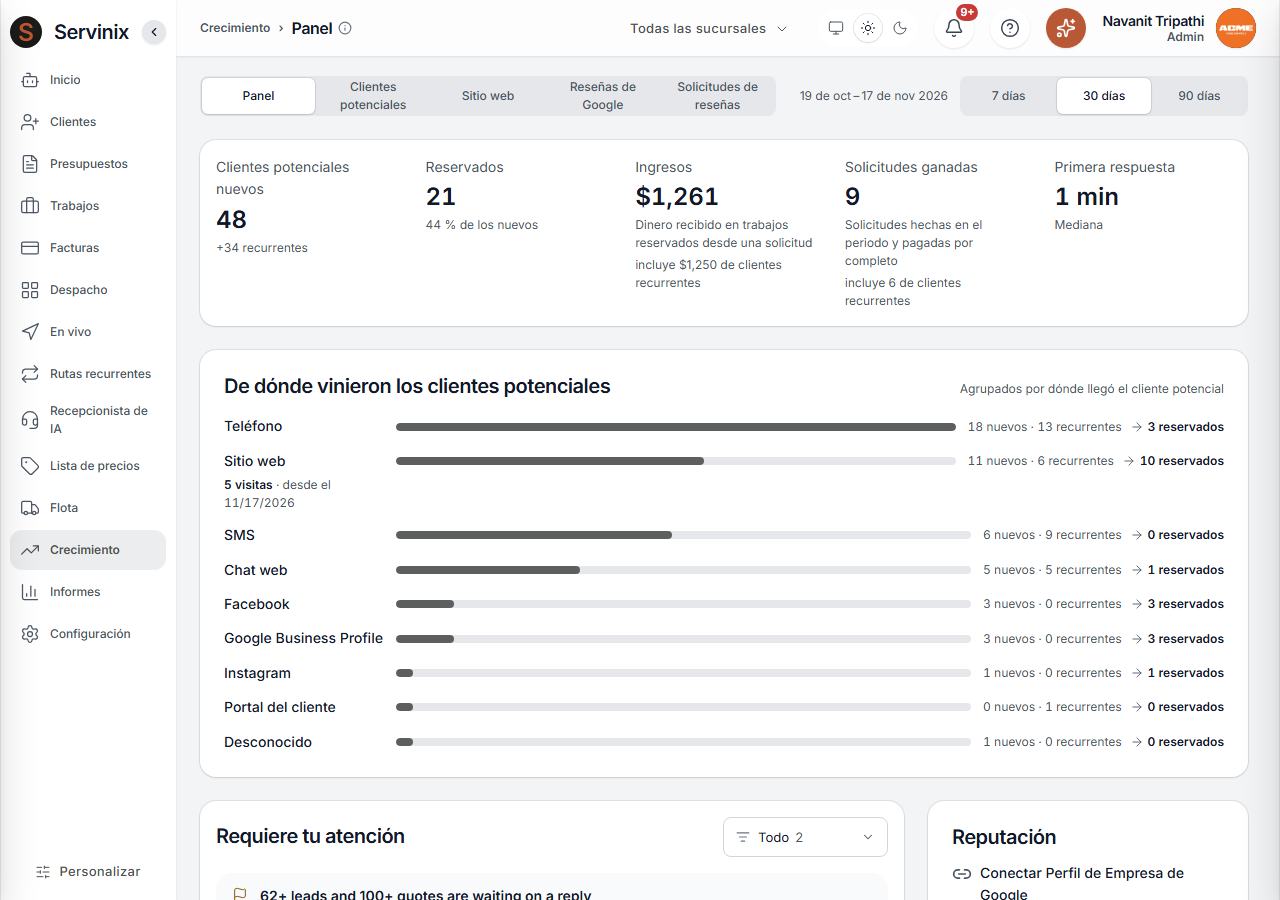 S Servinix
Crecimiento › Panel
Todas las sucursales
9+
Navanit Tripathi
Admin
ACME
Inicio
Clientes
Presupuestos
Trabajos
Facturas
Despacho
En vivo
Rutas recurrentes
Recepcionista de
IA
Lista de precios
Flota
Crecimiento
Informes
Configuración
Personalizar
Panel
Clientes
potenciales
Sitio web
Reseñas de
Google
Solicitudes de
reseñas
19 de oct – 17 de nov 2026
7 días
30 días
90 días
Clientes potenciales
nuevos
48
+34 recurrentes
Reservados
21
44 % de los nuevos
Ingresos
$1,261
Dinero recibido en trabajos
reservados desde una solicitud
incluye $1,250 de clientes
recurrentes
Solicitudes ganadas
9
Solicitudes hechas en el
periodo y pagadas por
completo
incluye 6 de clientes
recurrentes
Primera respuesta
1 min
Mediana
De dónde vinieron los clientes potenciales
Agrupados por dónde llegó el cliente potencial
Teléfono 18 nuevos · 13 recurrentes → 3 reservados
Sitio web 11 nuevos · 6 recurrentes → 10 reservados
5 visitas · desde el
11/17/2026
SMS 6 nuevos · 9 recurrentes → 0 reservados
Chat web 5 nuevos · 5 recurrentes → 1 reservados
Facebook 3 nuevos · 0 recurrentes → 3 reservados
Google Business Profile 3 nuevos · 0 recurrentes → 3 reservados
Instagram 1 nuevos · 0 recurrentes → 1 reservados
Portal del cliente 0 nuevos · 1 recurrentes → 0 reservados
Desconocido 1 nuevos · 0 recurrentes → 0 reservados
Requiere tu atención
Todo 2
62+ leads and 100+ quotes are waiting on a reply
Reputación
Conectar Perfil de Empresa de
Google